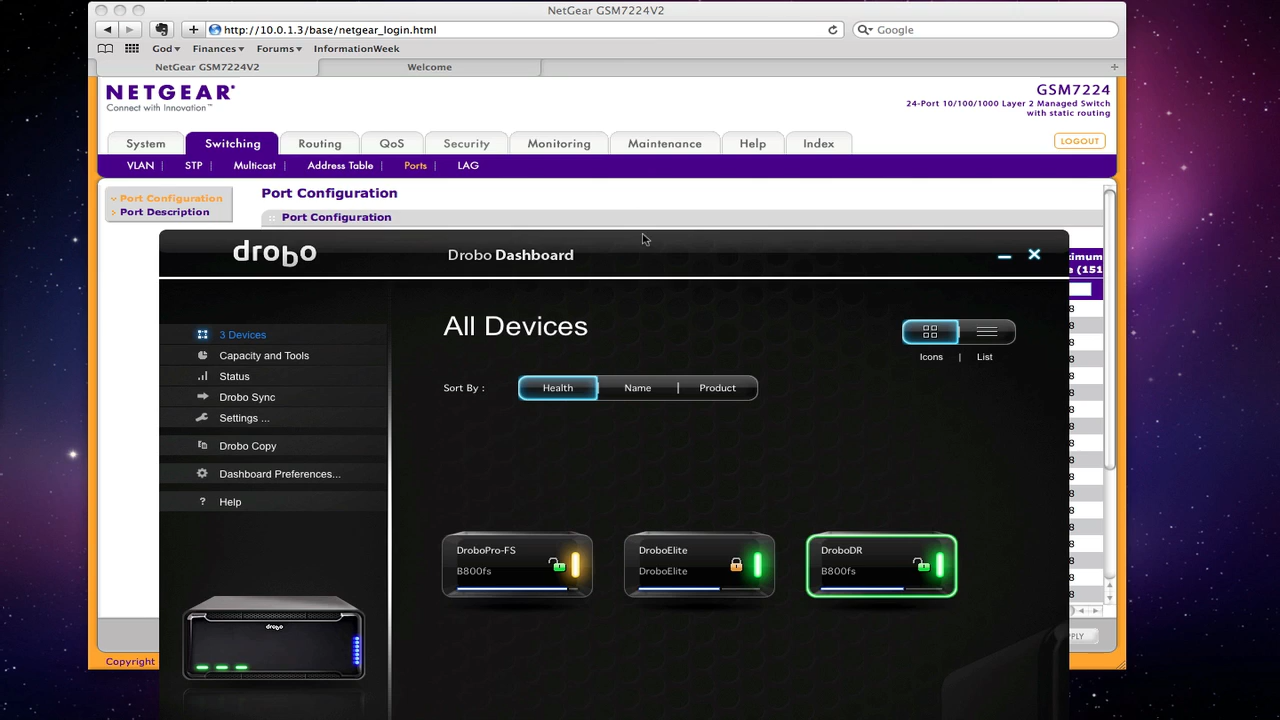 NetGear GSM7224V2
http://10.0.1.3/base/netgear_login.html
Google
God Finances Forums InformationWeek
NetGear GSM7224V2 Welcome
NETGEAR
Connect with Innovation™
GSM7224
24-Port 10/100/1000 Layer 2 Managed Switch
with static routing
System Switching Routing QoS Security Monitoring Maintenance Help Index LOGOUT
VLAN | STP | Multicast | Address Table | Ports | LAG
Port Configuration
Port Description
Port Configuration
Port Configuration
drobo
Drobo Dashboard
3 Devices
Capacity and Tools
Status
Drobo Sync
Settings ...
Drobo Copy
Dashboard Preferences...
? Help
All Devices
Icons | List
Sort By : Health Name | Product
DroboPro-FS
B800fs
DroboElite
DroboElite
DroboDR
B800fs
drobo
Copyright